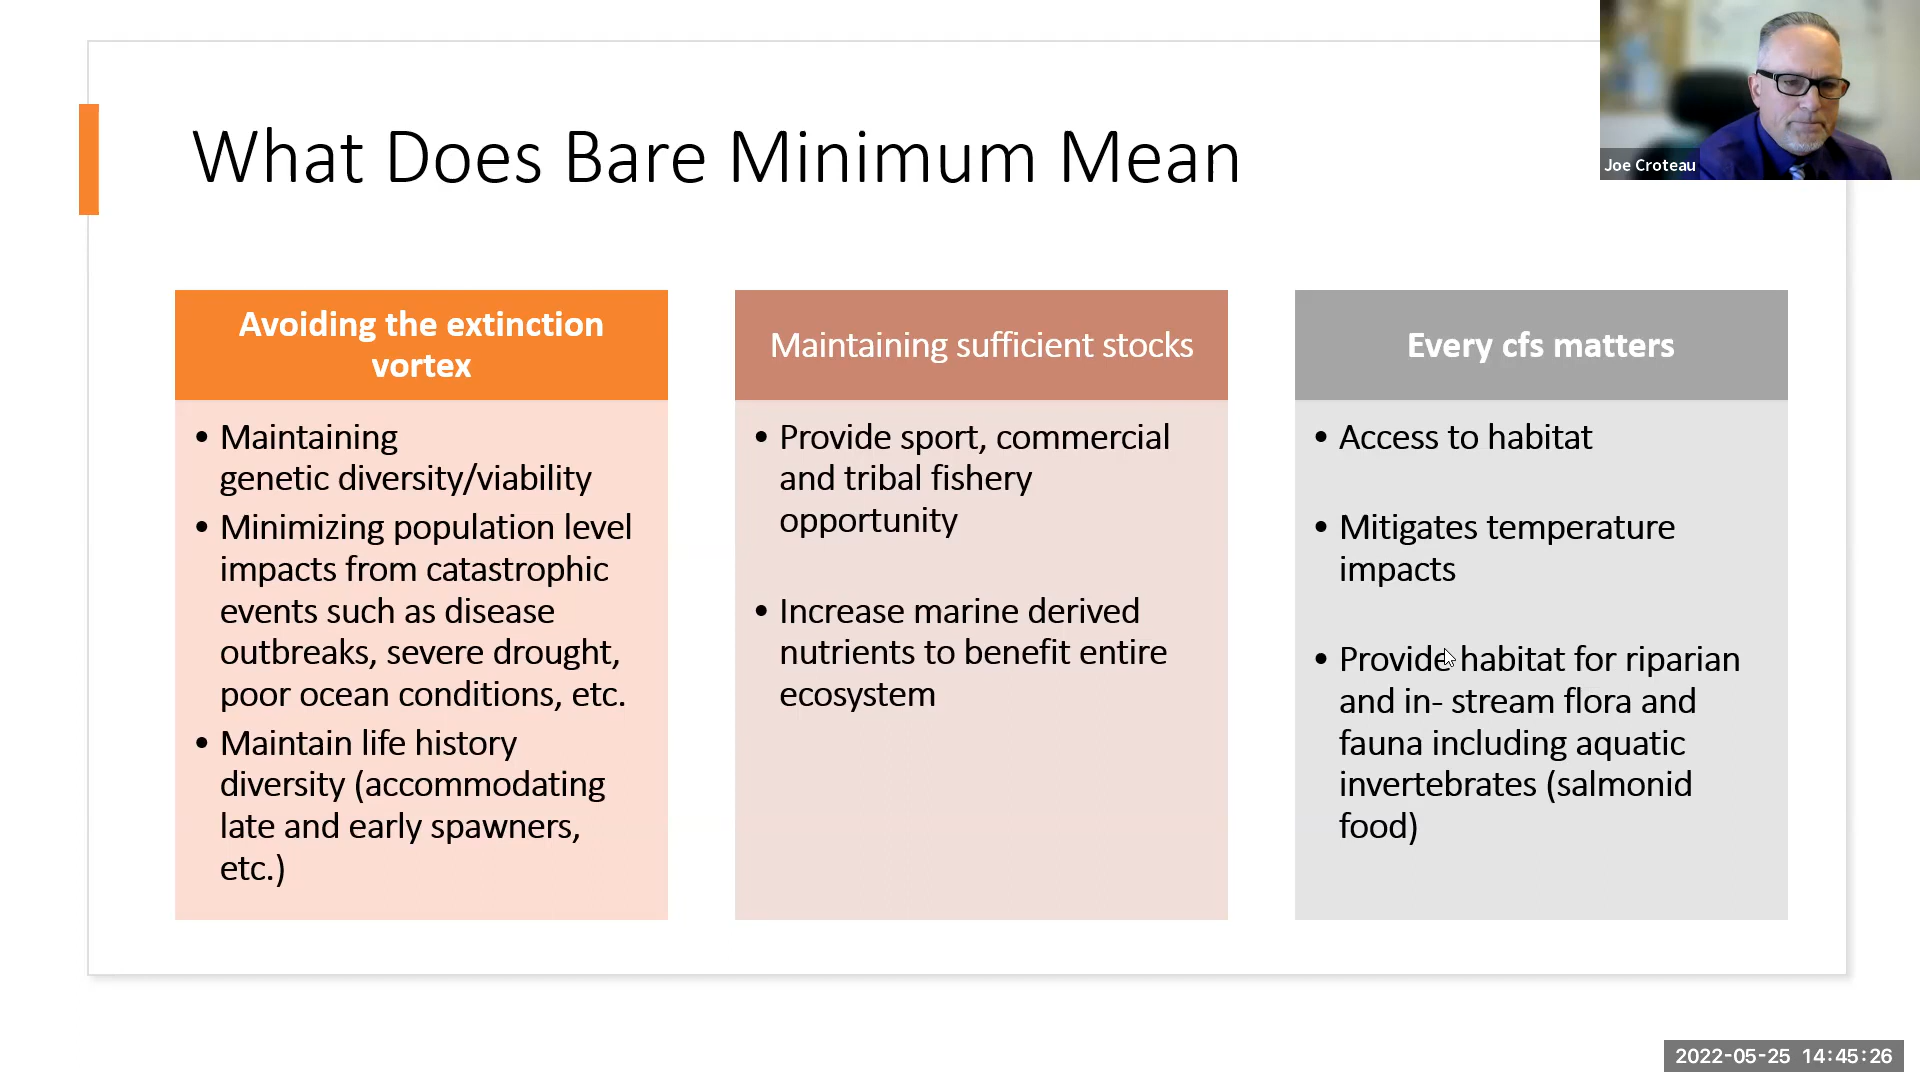 What Does Bare Minimum Mean
Joe Croteau
Avoiding the extinction
vortex
• Maintaining
genetic diversity/viability
• Minimizing population level
impacts from catastrophic
events such as disease
outbreaks, severe drought,
poor ocean conditions, etc.
• Maintain life history
diversity (accommodating
late and early spawners,
etc.)
Maintaining sufficient stocks
• Provide sport, commercial
and tribal fishery
opportunity
• Increase marine derived
nutrients to benefit entire
ecosystem
Every cfs matters
• Access to habitat
• Mitigates temperature
impacts
• Provide habitat for riparian
and in- stream flora and
fauna including aquatic
invertebrates (salmonid
food)
2022-05-25 14:45:26